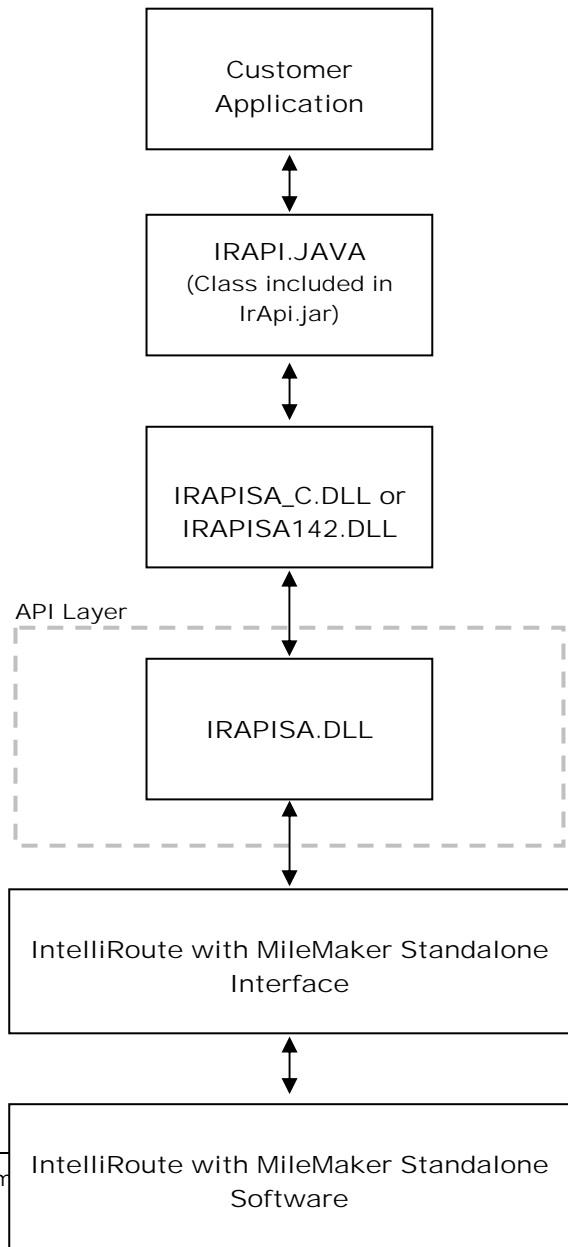 Customer
Application
IRAPI.JAVA
(Class included in
IrApi.jar)
IRAPISA_C.DLL or
IRAPISA142.DLL
API Layer
IRAPISA.DLL
IntelliRoute with MileMaker Standalone
Interface
IntelliRoute with MileMaker Standalone
Software